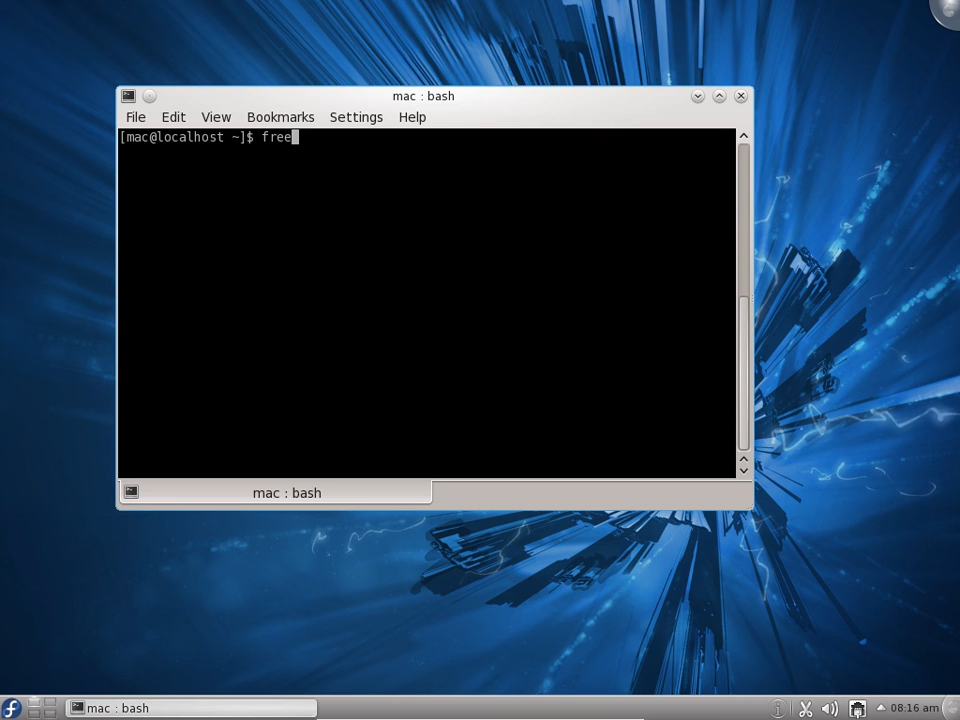 mac : bash
File Edit View Bookmarks Settings Help
[mac@localhost ~]$ free
mac : bash
mac : bash
08:16 am